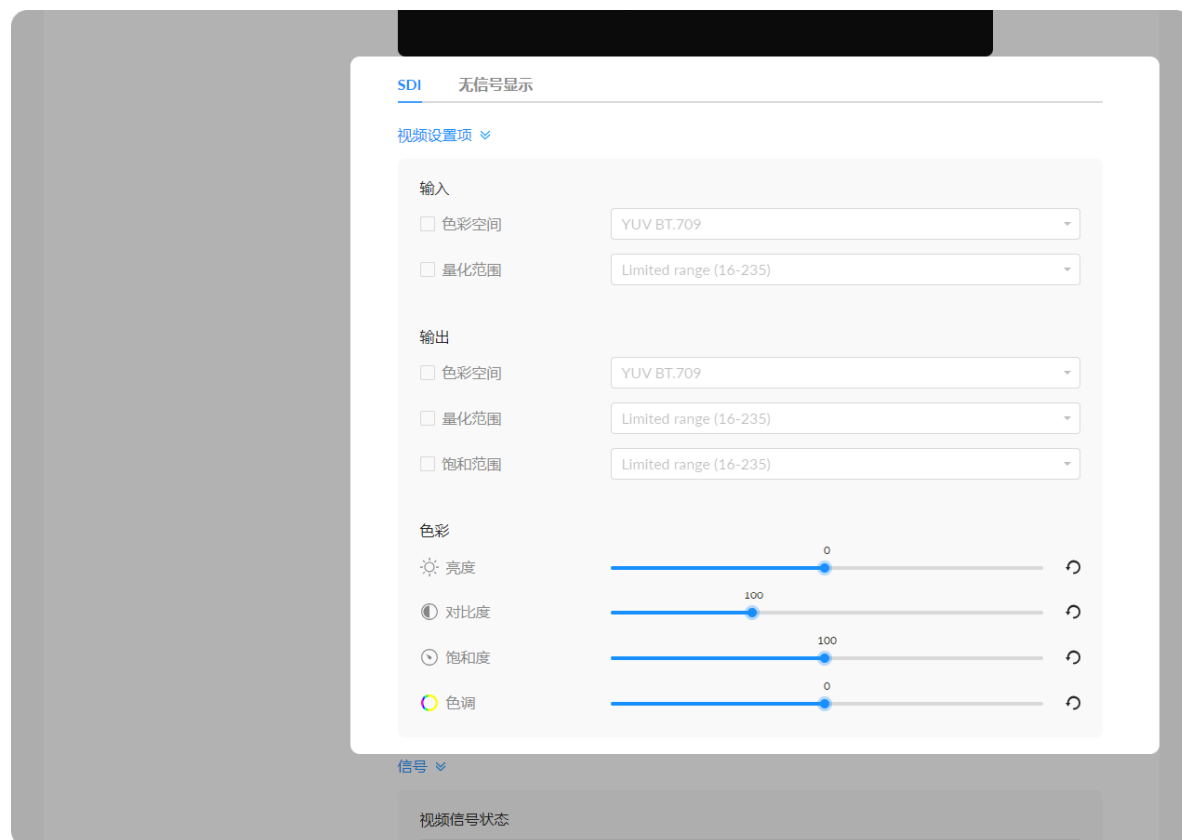 SDI 无信号显示
视频设置项
输入
色彩空间 YUV BT.709
量化范围 Limited range (16-235)
输出
色彩空间 YUV BT.709
量化范围 Limited range (16-235)
饱和范围 Limited range (16-235)
色彩
0
亮度
100
对比度
100
饱和度
0
色调
信号
视频信号状态